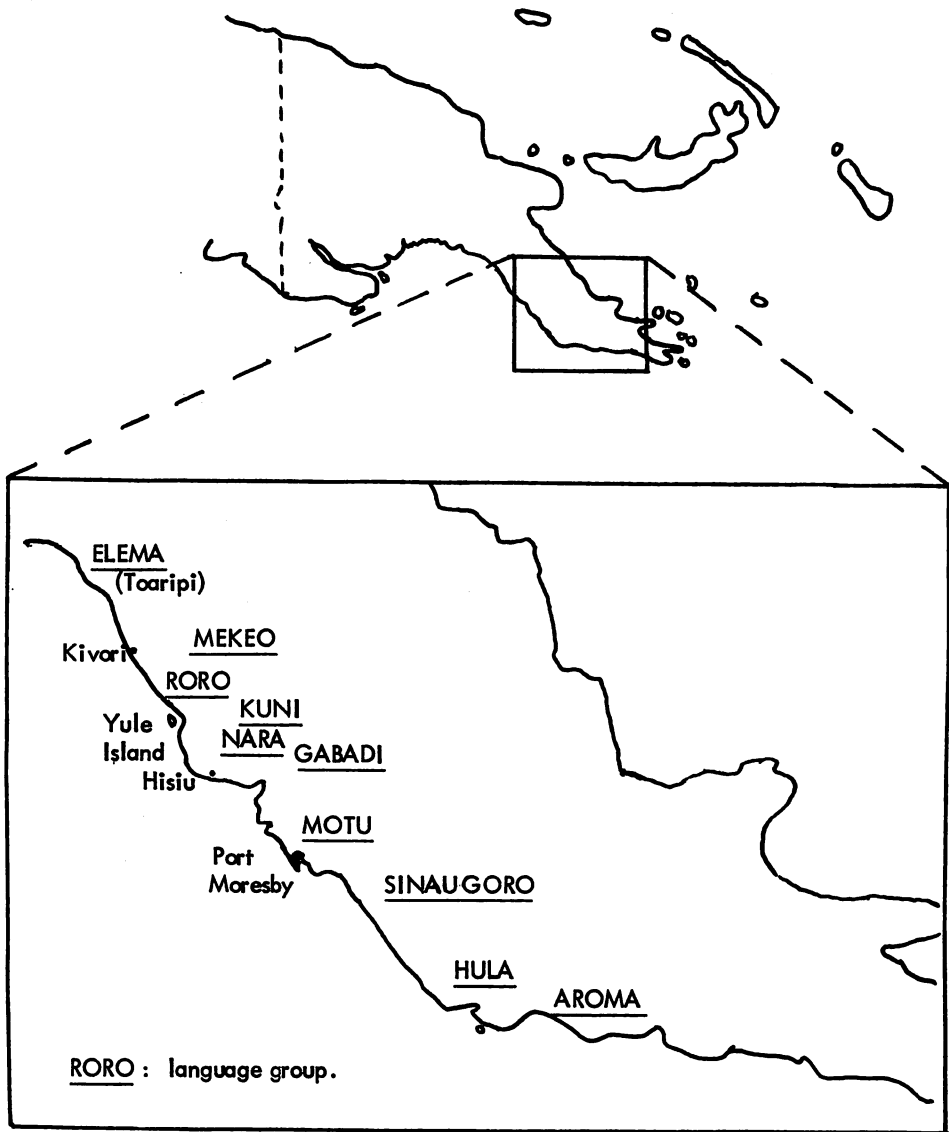 ELEMA
(Toaripi)
Kivori
MEKEO
RORO
KUNI
Yule
Island
NARA
GABADI
Hisiu
MOTU
Port
Moresby
SINAUGORO
HULA
AROMA
RORO : language group.